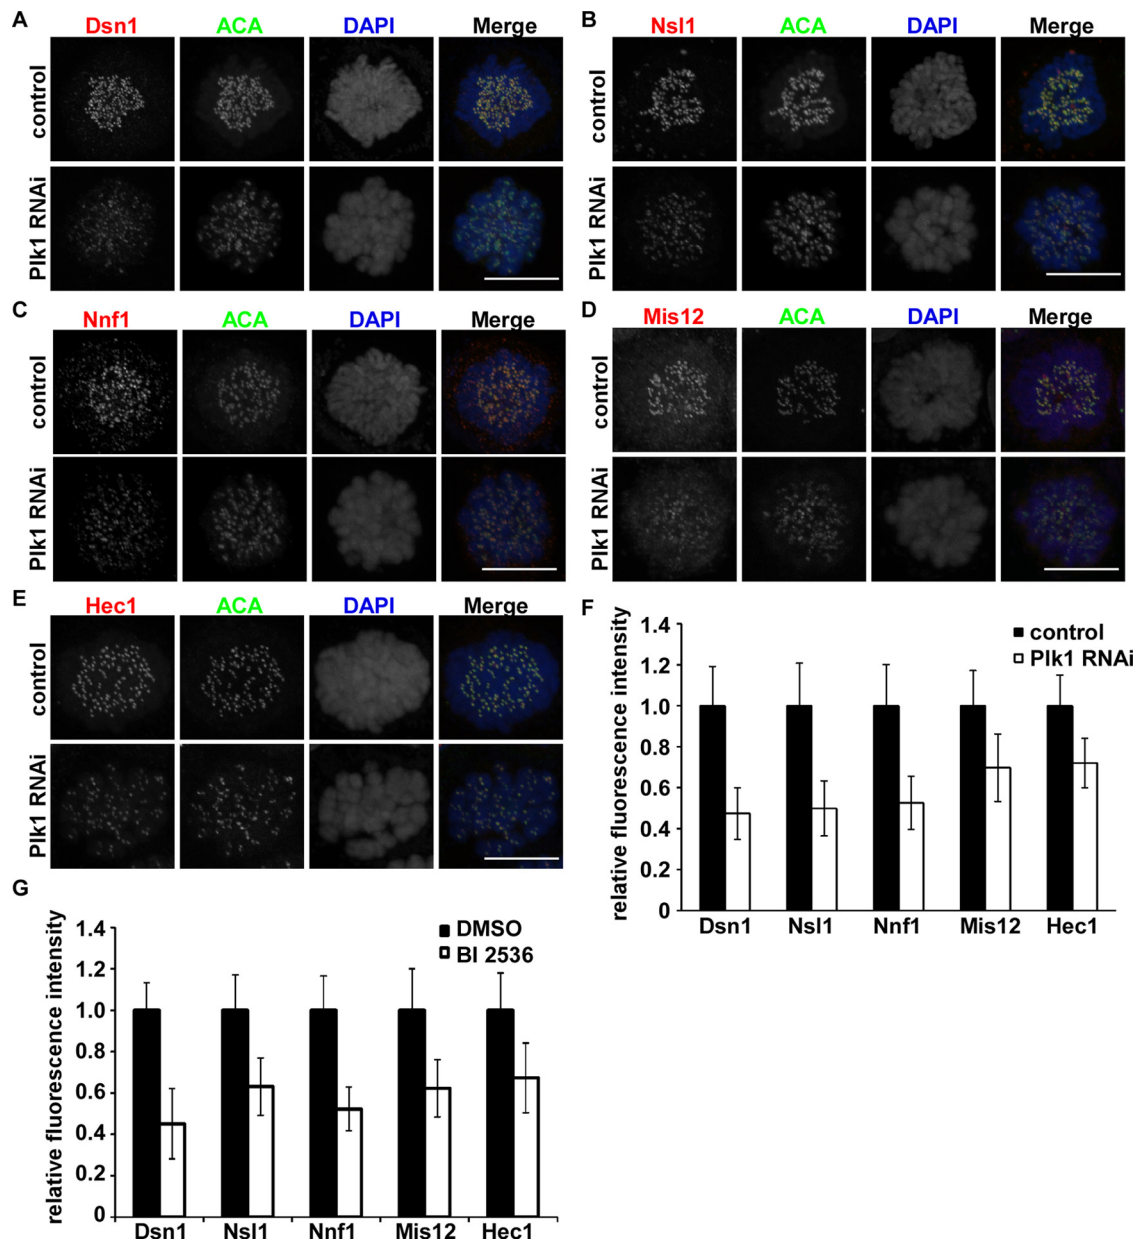 A
Dsn1 ACA DAPI Merge
control
Plk1 RNAi
B
Nsl1 ACA DAPI Merge
control
Plk1 RNAi
C
Nnf1 ACA DAPI Merge
control
Plk1 RNAi
D
Mis12 ACA DAPI Merge
control
Plk1 RNAi
E
Hec1 ACA DAPI Merge
control
Plk1 RNAi
F
relative fluorescence intensity
1.4
1.2
1.0
0.8
0.6
0.4
0.2
0
control
Plk1 RNAi
Dsn1 Nsl1 Nnf1 Mis12 Hec1
G
relative fluorescence intensity
1.4
1.2
1.0
0.8
0.6
0.4
0.2
0
DMSO
BI 2536
Dsn1 Nsl1 Nnf1 Mis12 Hec1